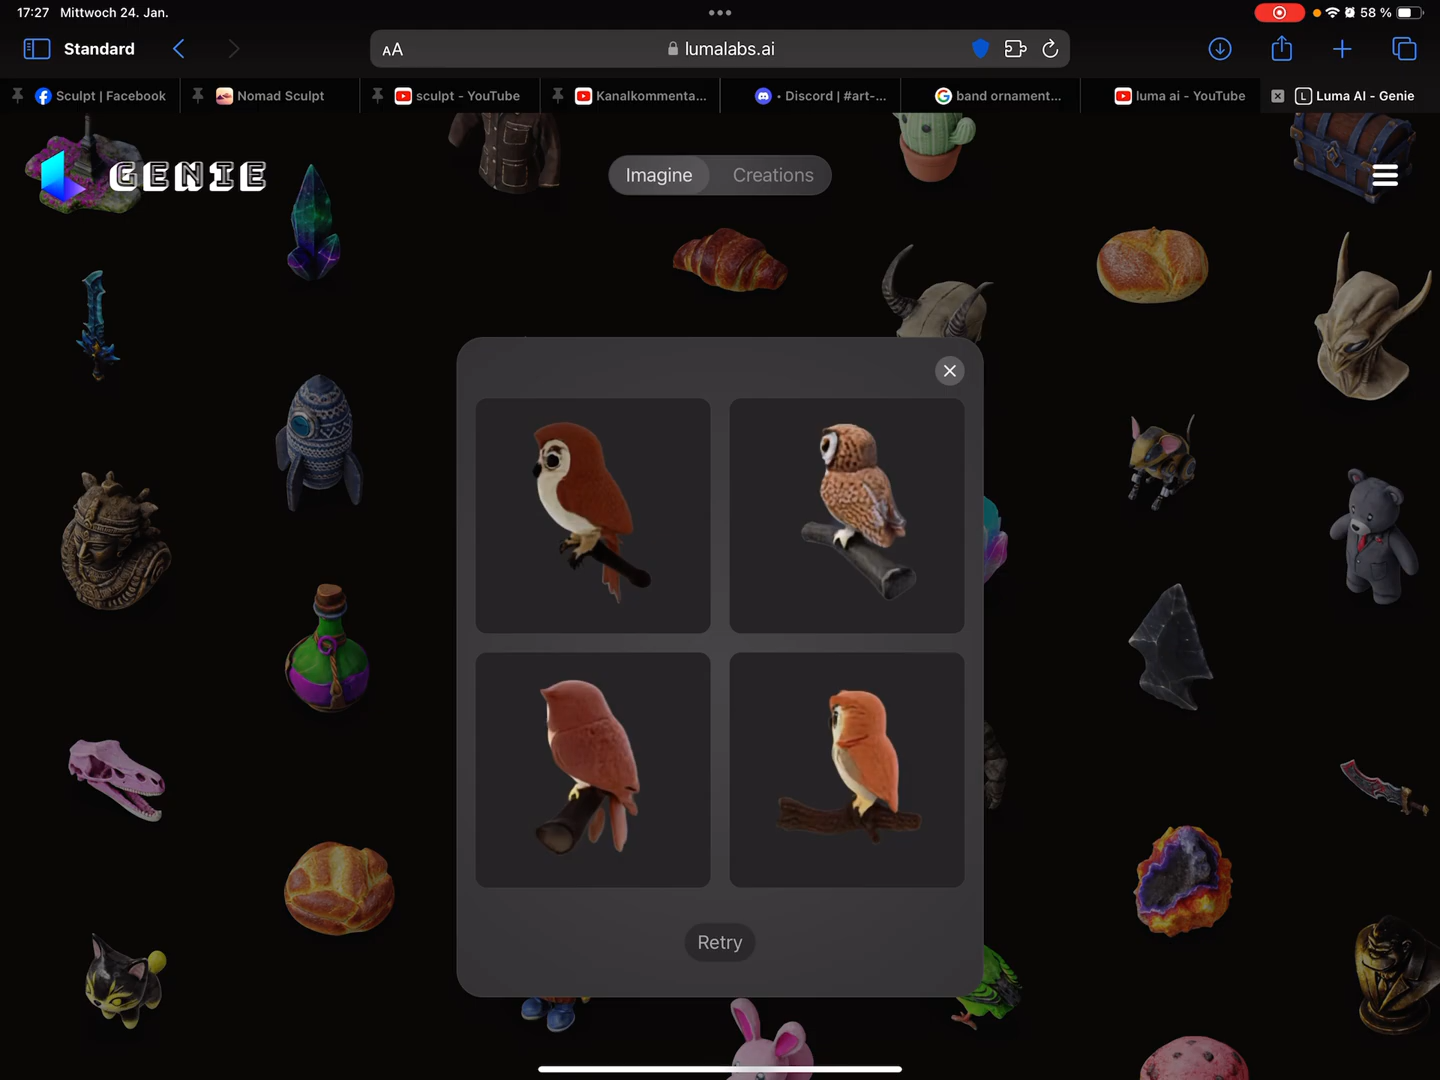 17:27 Mittwoch 24. Jan.
58 %
Standard
AA
lumalabs.ai
Sculpt | Facebook
Nomad Sculpt
sculpt - YouTube
Kanalkommenta...
• Discord | #art-...
band ornament...
luma ai - YouTube
L Luma AI - Genie
GENIE
Imagine
Creations
Retry